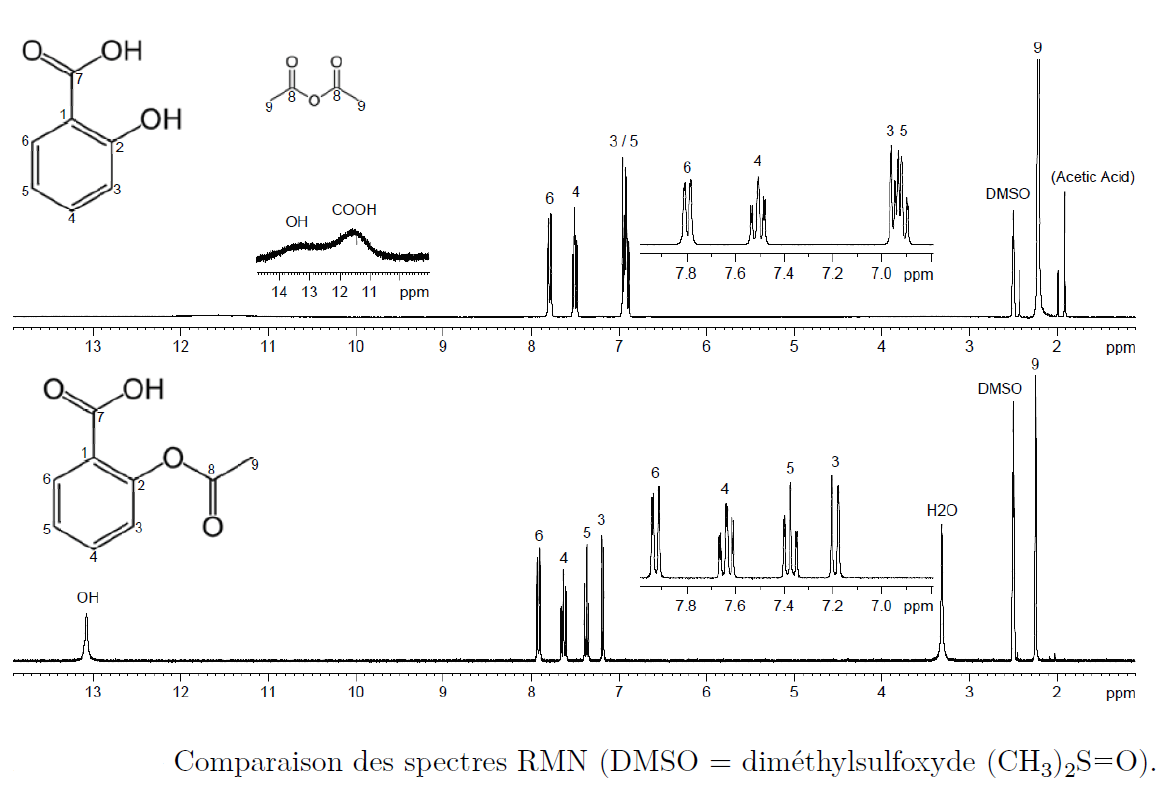 O
OH
7
1
OH
6
2
5
3
4
O
O
8
8
9
O
9
OH
COOH
14 13 12 11 ppm
6
4
3 / 5
6
4
3 5
7.8 7.6 7.4 7.2 7.0 ppm
DMSO
9
(Acetic Acid)
13 12 11 10 9 8 7 6 5 4 3 2 ppm
O
OH
7
1
O
8
9
6
2
5
3
O
4
OH
6
4
5
3
6
4
5
3
7.8 7.6 7.4 7.2 7.0 ppm
H2O
DMSO
9
13 12 11 10 9 8 7 6 5 4 3 2 ppm
Comparaison des spectres RMN (DMSO = diméthylsulfoxyde (CH₃)₂S=O).